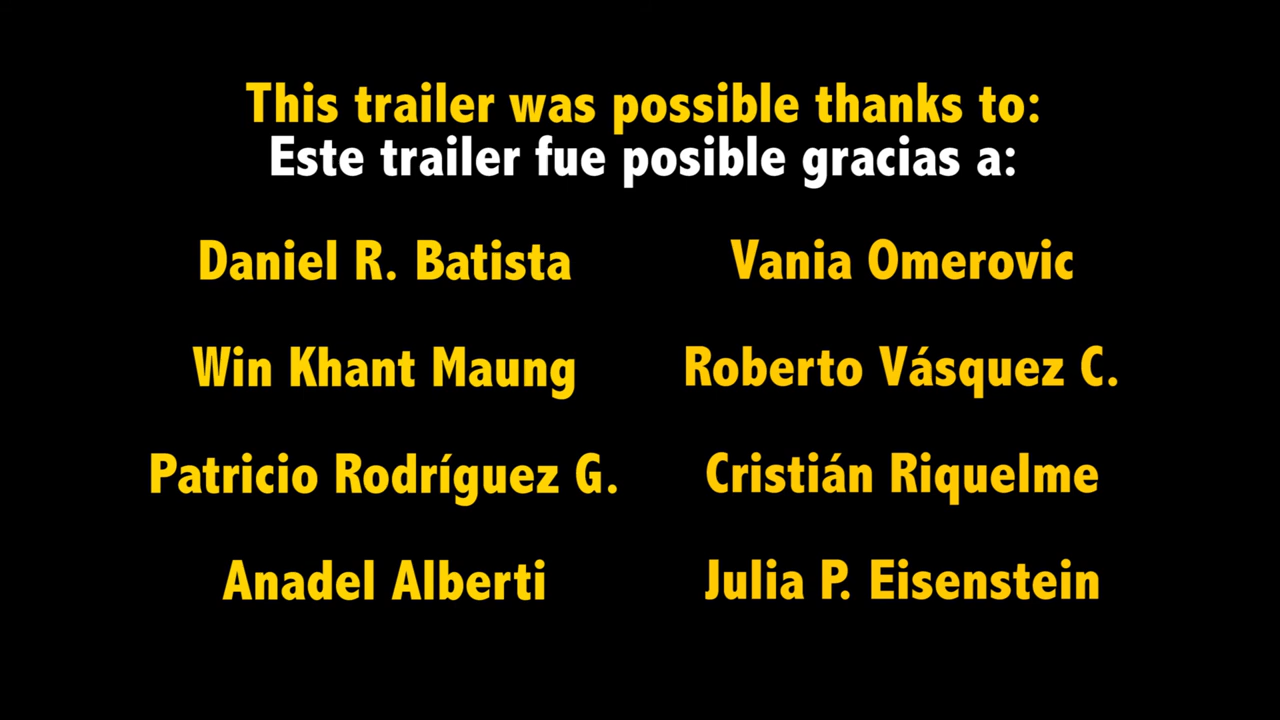 This trailer was possible thanks to:
Este trailer fue posible gracias a:
Daniel R. Batista
Vania Omerovic
Win Khant Maung
Roberto Vásquez C.
Patricio Rodríguez G.
Cristián Riquelme
Anadel Alberti
Julia P. Eisenstein